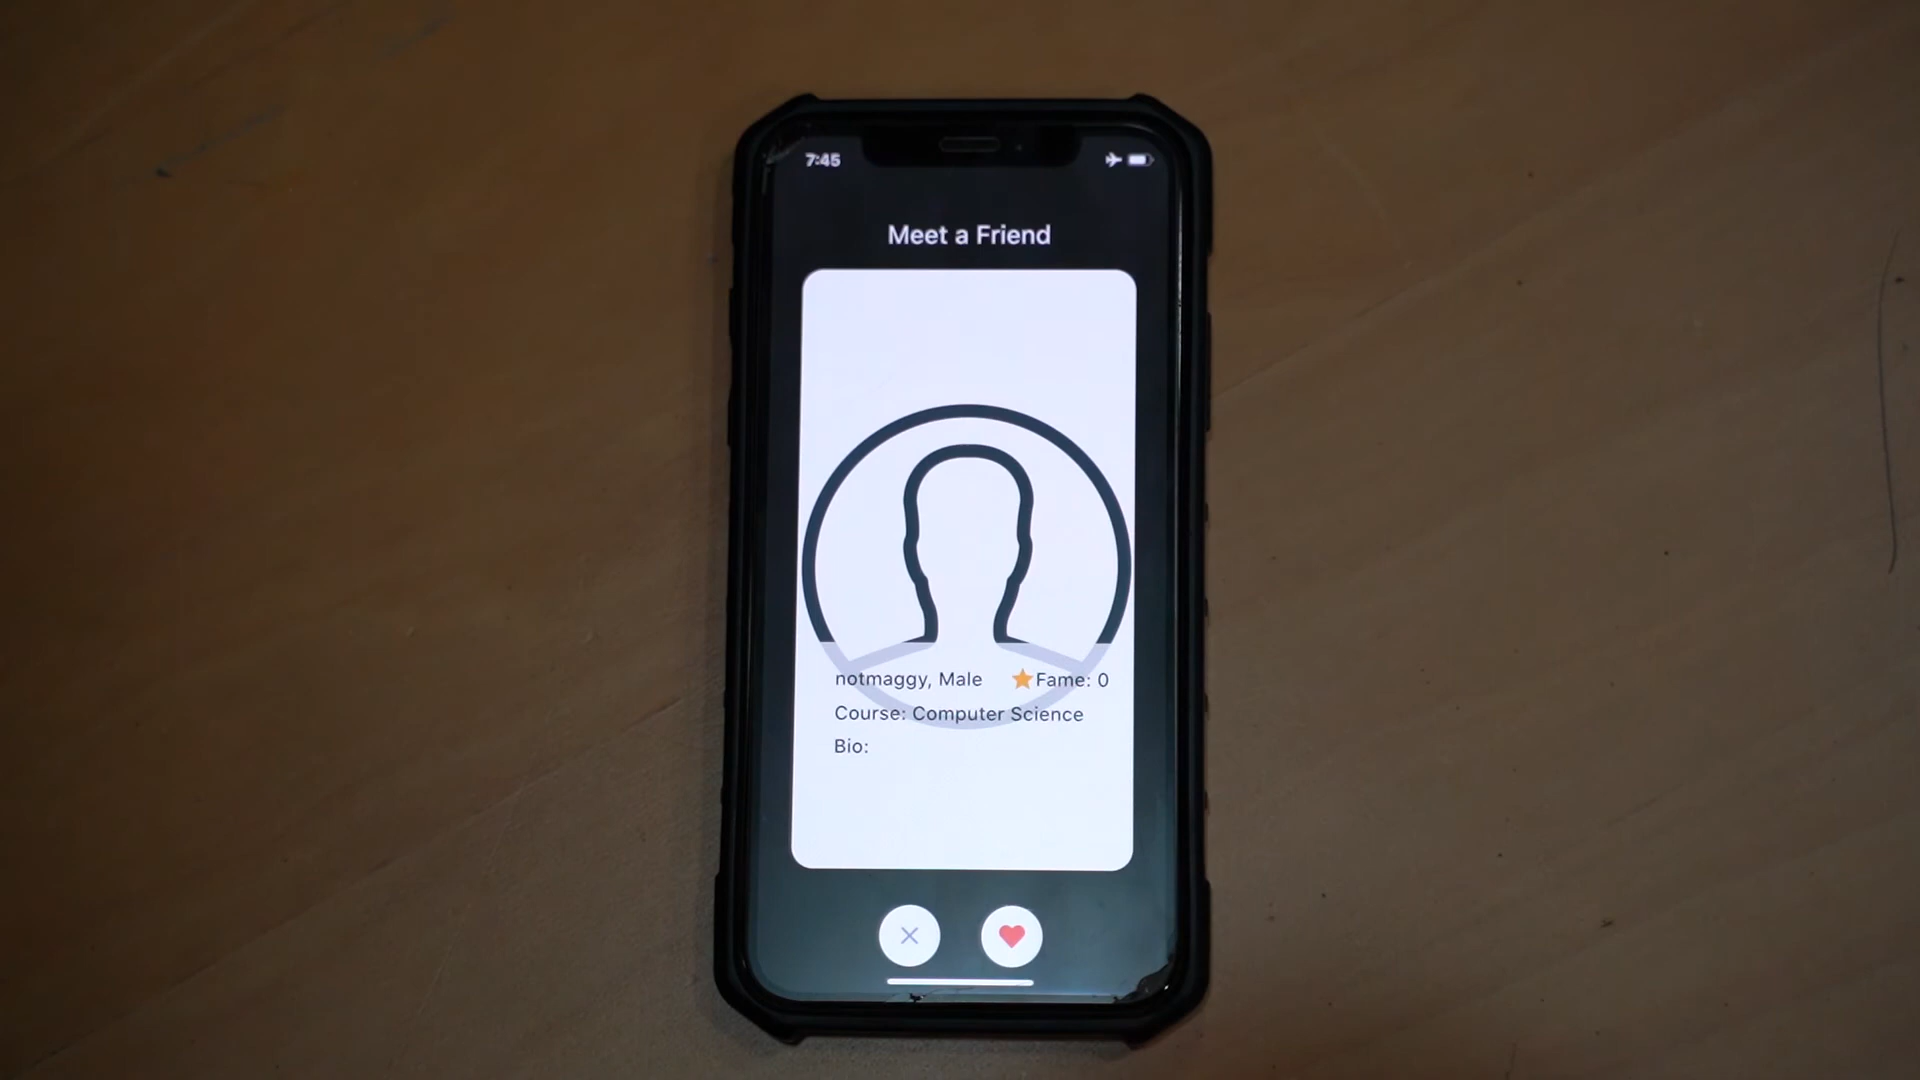 7:45
Meet a Friend
notmaggy, Male ⭐Fame: 0
Course: Computer Science
Bio: